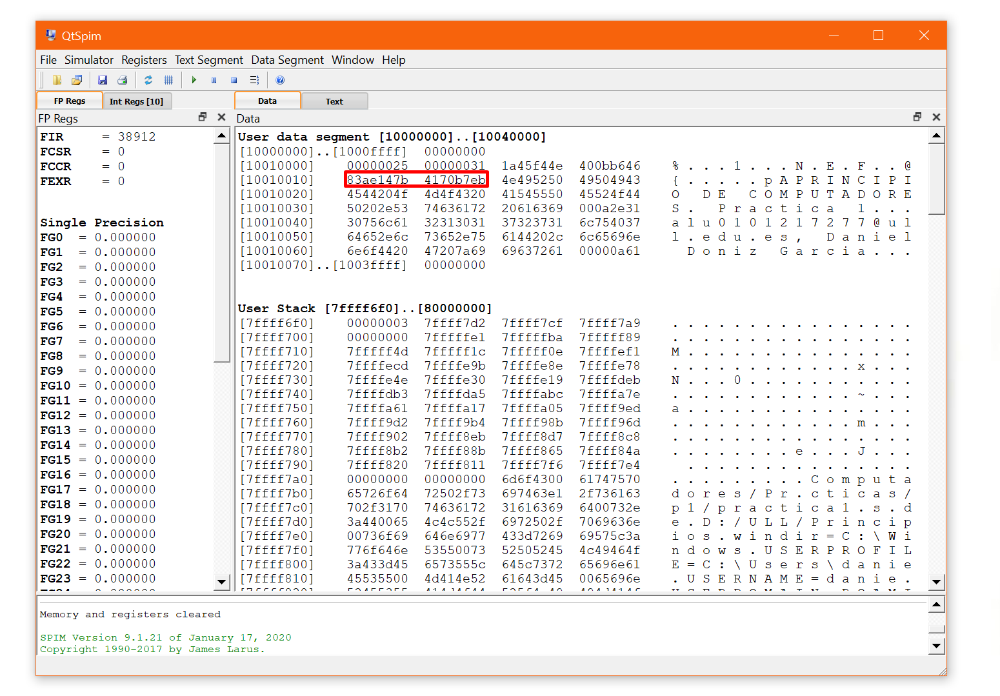 QtSpim
File Simulator Registers Text Segment Data Segment Window Help
FP Regs Int Regs [10] Data Text
FP Regs
FIR = 38912
FCSR = 0
FCCR = 0
FEXR = 0
Single Precision
FG0 = 0.000000
FG1 = 0.000000
FG2 = 0.000000
FG3 = 0.000000
FG4 = 0.000000
FG5 = 0.000000
FG6 = 0.000000
FG7 = 0.000000
FG8 = 0.000000
FG9 = 0.000000
FG10 = 0.000000
FG11 = 0.000000
FG12 = 0.000000
FG13 = 0.000000
FG14 = 0.000000
FG15 = 0.000000
FG16 = 0.000000
FG17 = 0.000000
FG18 = 0.000000
FG19 = 0.000000
FG20 = 0.000000
FG21 = 0.000000
FG22 = 0.000000
FG23 = 0.000000
Data
User data segment [10000000]..[10040000]
[10000000]..[1000ffff] 00000000
[10010000] 00000025 00000031 1a45f44e 400bb646 % . . . 1 . . . N . E . F . . @
[10010010] 83ae147b 4170b7eb 4e495250 49504943 { . . . . . p A P R I N C I P I
[10010020] 4544204f 4d4f4320 41545550 45524f44 O D E C O M P U T A D O R E
[10010030] 50202e53 74636172 20616369 000a2e31 S . P r a c t i c a 1 . . .
[10010040] 30756c61 32313031 37323731 6c754037 a l u 0 1 0 1 2 1 7 2 7 7 @ u l
[10010050] 64652e6c 73652e75 6144202c 6c65696e l . e d u . e s , D a n i e l
[10010060] 6e6f4420 47207a69 69637261 00000a61 D o n i z G a r c i a . . .
[10010070]..[1003ffff] 00000000
User Stack [7ffff6f0]..[80000000]
[7ffff6f0] 00000003 7ffff7d2 7ffff7cf 7ffff7a9 . . . . . . . . . . . . . . . .
[7ffff700] 00000000 7fffffe1 7fffffba 7fffff89 . . . . . . . . . . . . . . . .
[7ffff710] 7fffff4d 7fffff1c 7fffff0e 7ffffef1 M . . . . . . . . . . . . . . .
[7ffff720] 7ffffecd 7ffffe9b 7ffffe8e 7ffffe78 . . . . . . . . . . . . x . . .
[7ffff730] 7ffffe4e 7ffffe30 7ffffe19 7ffffdeb N . . . 0 . . . . . . . . . . .
[7ffff740] 7ffffdb3 7ffffda5 7ffffabc 7ffffa7e . . . . . . . . . . . . ~ . . .
[7ffff750] 7ffffa61 7ffffa17 7ffffa05 7ffff9ed a . . . . . . . . . . . . . . .
[7ffff760] 7ffff9d2 7ffff9b4 7ffff98b 7ffff96d . . . . . . . . . . . . m . . .
[7ffff770] 7ffff902 7ffff8eb 7ffff8d7 7ffff8c8 . . . . . . . . . . . . . . . .
[7ffff780] 7ffff8b2 7ffff88b 7ffff865 7ffff84a . . . . . . . . e . . . J . . .
[7ffff790] 7ffff820 7ffff811 7ffff7f6 7ffff7e4 . . . . . . . . . . . . . . .
[7ffff7a0] 00000000 00000000 6d6f4300 61747570 . . . . . . . . . C o m p u t a
[7ffff7b0] 65726f64 72502f73 697463e1 2f736163 d o r e s / P r . c t i c a s /
[7ffff7c0] 702f3170 74636172 31616369 6400732e p 1 / p r a c t i c a 1 . s . d
[7ffff7d0] 3a440065 4c4c552f 6972502f 7069636e e . D : / U L L / P r i n c i p
[7ffff7e0] 00736f69 646e6977 433d7269 69575c3a i o s . w i n d i r = C : \ W i
[7ffff7f0] 776f646e 53550073 52505245 4c49464f n d o w s . U S E R P R O F I L
[7ffff800] 3a433d45 6573555c 645c7372 65696e61 E = C : \ U s e r s \ d a n i e
[7ffff810] 45535500 4d414e52 61643d45 0065696e . U S E R N A M E = d a n i e .
Memory and registers cleared
SPIM Version 9.1.21 of January 17, 2020
Copyright 1990-2017 by James Larus.